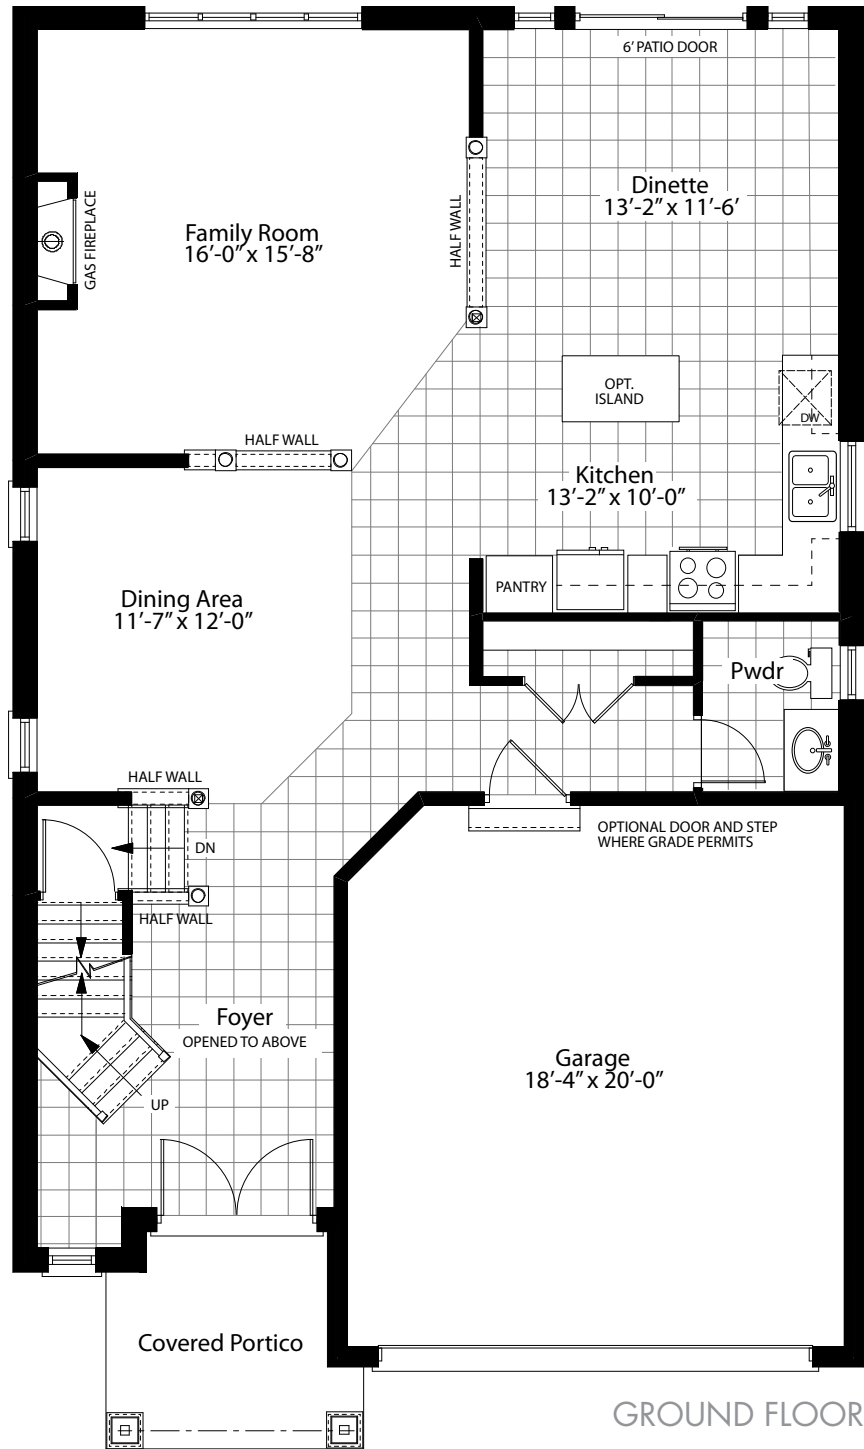 6' PATIO DOOR
Dinette
13'-2" x 11'-6'
HALF WALL
GAS FIREPLACE
Family Room
16'-0" x 15'-8"
OPT.
ISLAND
DW
HALF WALL
Kitchen
13'-2" x 10'-0"
PANTRY
Dining Area
11'-7" x 12'-0"
Pwdr
HALF WALL
OPTIONAL DOOR AND STEP
WHERE GRADE PERMITS
DN
HALF WALL
Foyer
OPENED TO ABOVE
Garage
18'-4" x 20'-0"
UP
Covered Portico
GROUND FLOOR